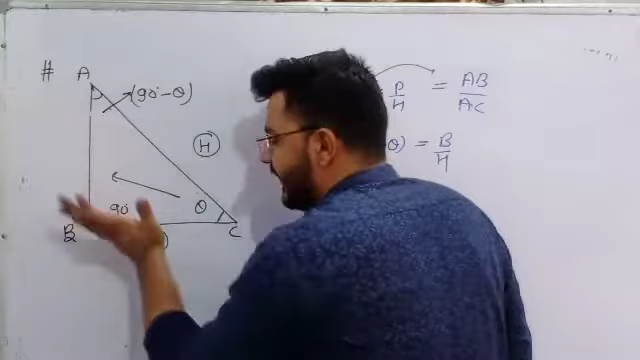 # A
(90°-θ)
H
90 θ
B C
= P/H = AB/AC
θ) = B/H